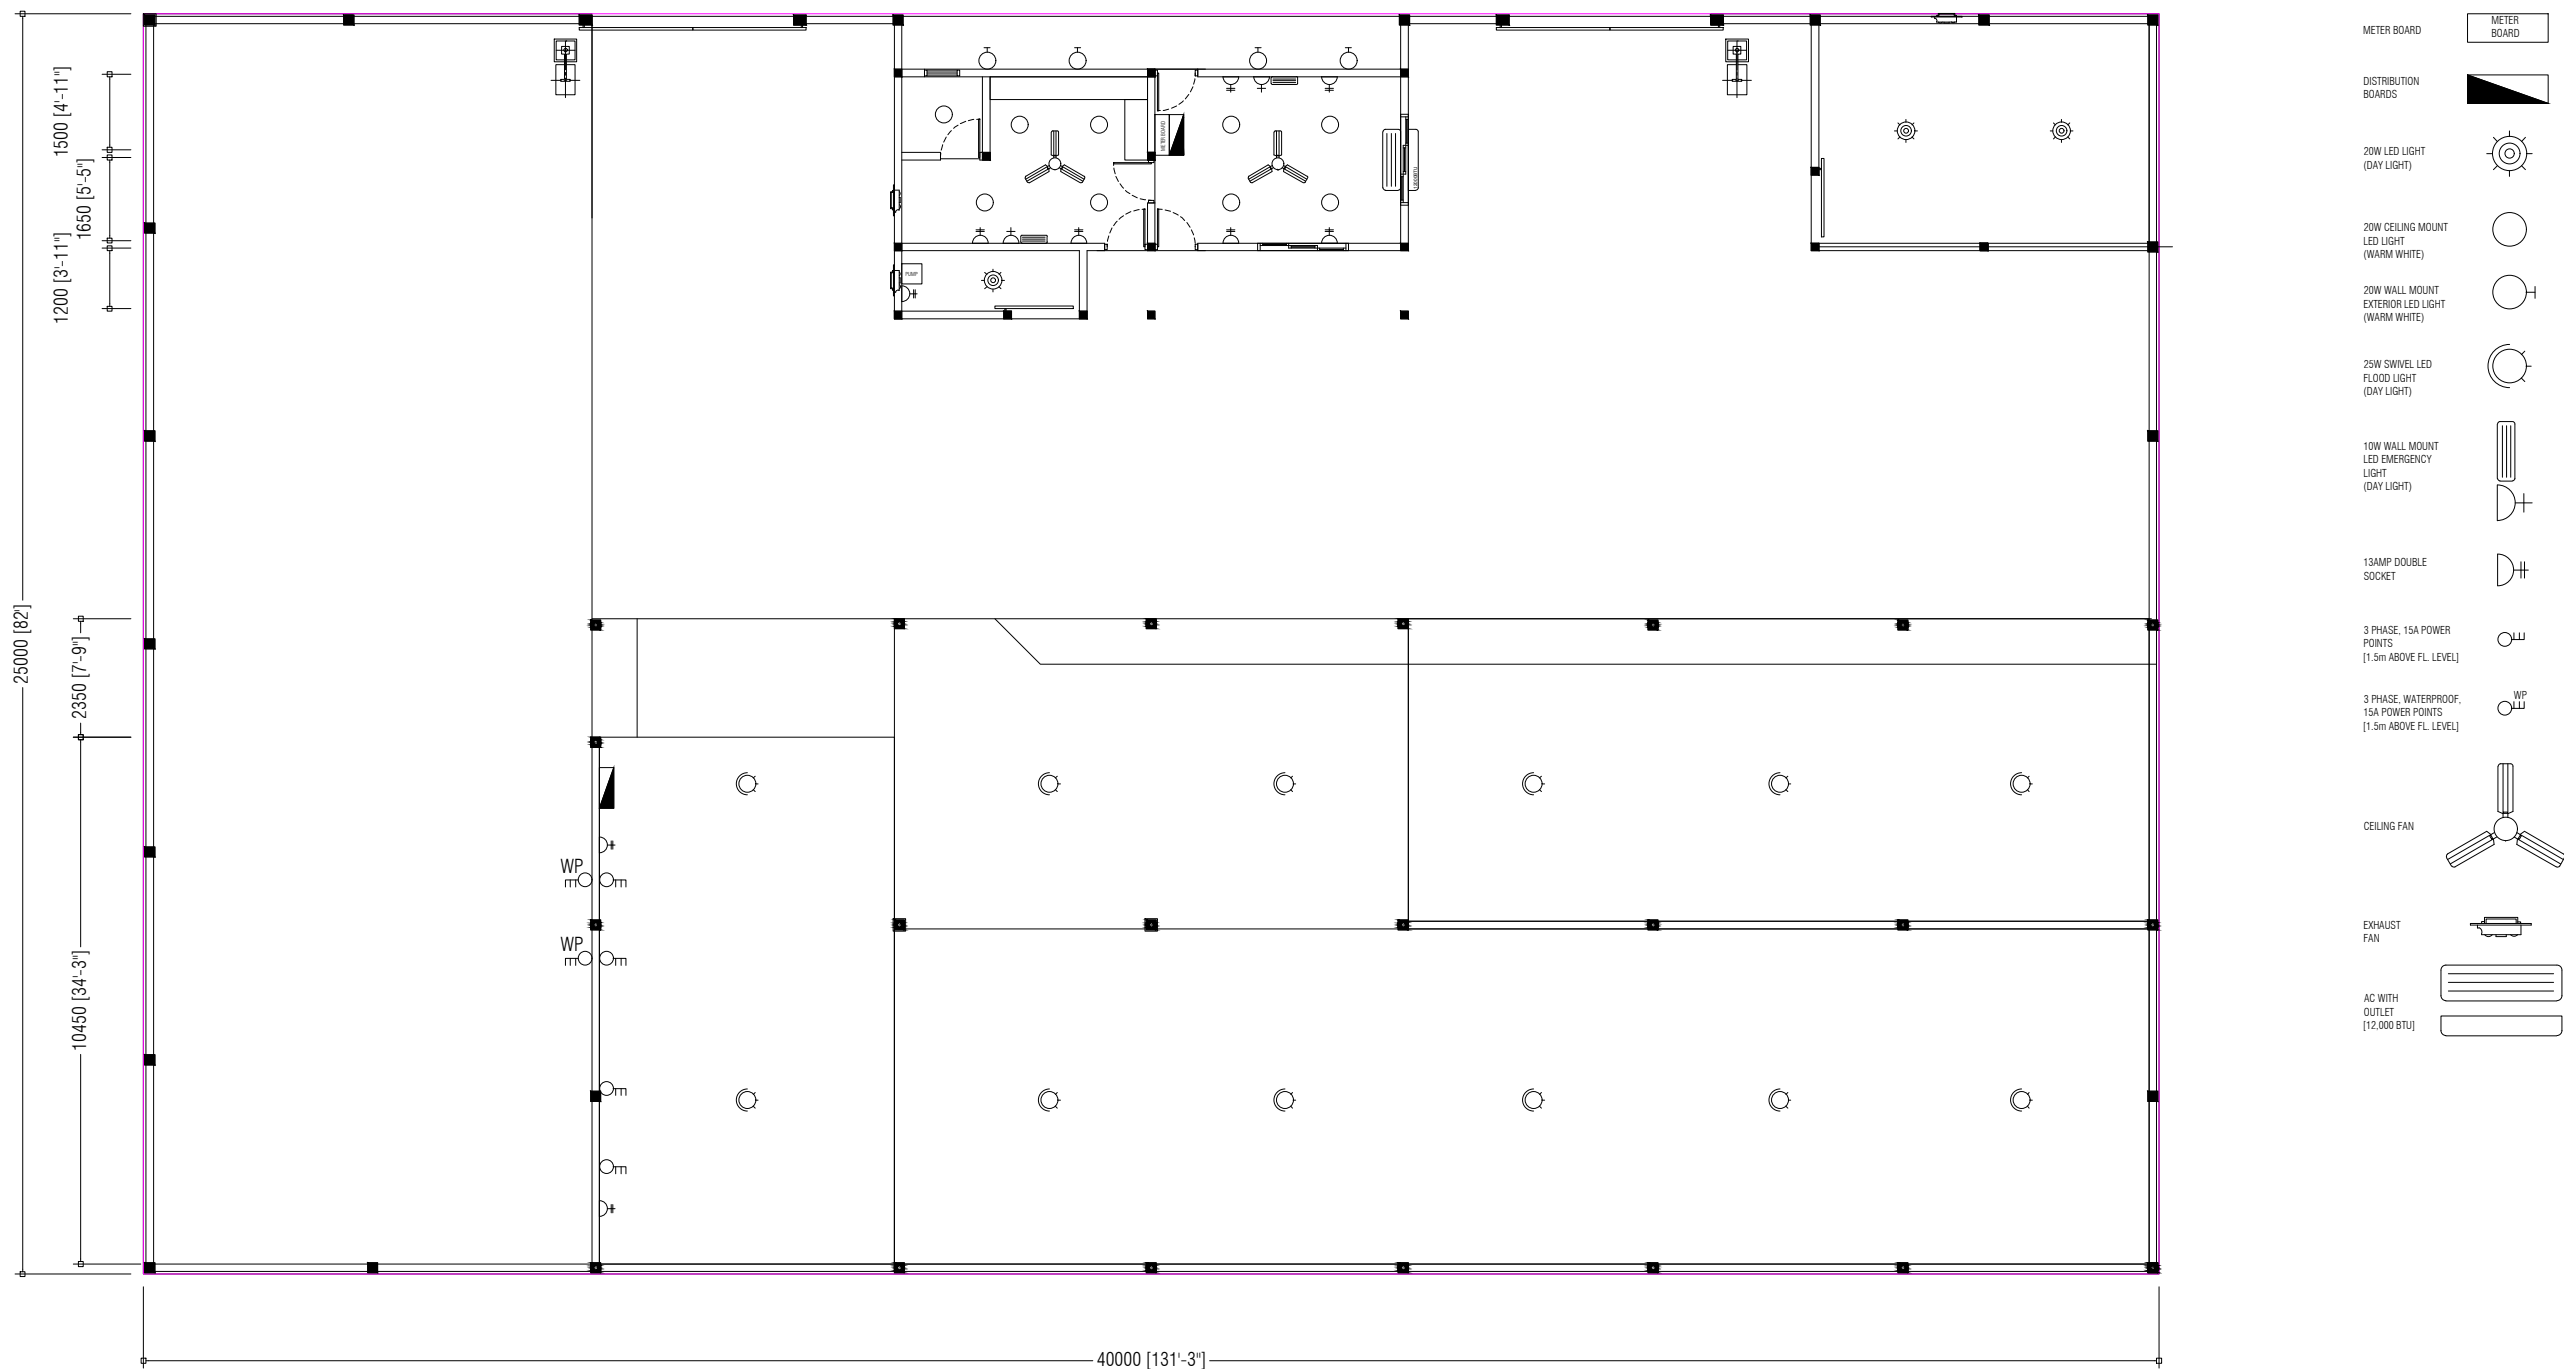 1500 [4'-11"]
1650 [5'-5"]
1200 [3'-11"]
25000 [82']
2350 [7'-9"]
10450 [34'-3"]
40000 [131'-3"]
METER BOARD
PUMP
WP
WP
METER BOARD
METER
BOARD
DISTRIBUTION
BOARDS
20W LED LIGHT
(DAY LIGHT)
20W CEILING MOUNT
LED LIGHT
(WARM WHITE)
20W WALL MOUNT
EXTERIOR LED LIGHT
(WARM WHITE)
25W SWIVEL LED
FLOOD LIGHT
(DAY LIGHT)
10W WALL MOUNT
LED EMERGENCY
LIGHT
(DAY LIGHT)
13AMP DOUBLE
SOCKET
3 PHASE, 15A POWER
POINTS
[1.5m ABOVE FL. LEVEL]
3 PHASE, WATERPROOF,
15A POWER POINTS
[1.5m ABOVE FL. LEVEL]
WP
CEILING FAN
EXHAUST
FAN
AC WITH
OUTLET
[12,000 BTU]